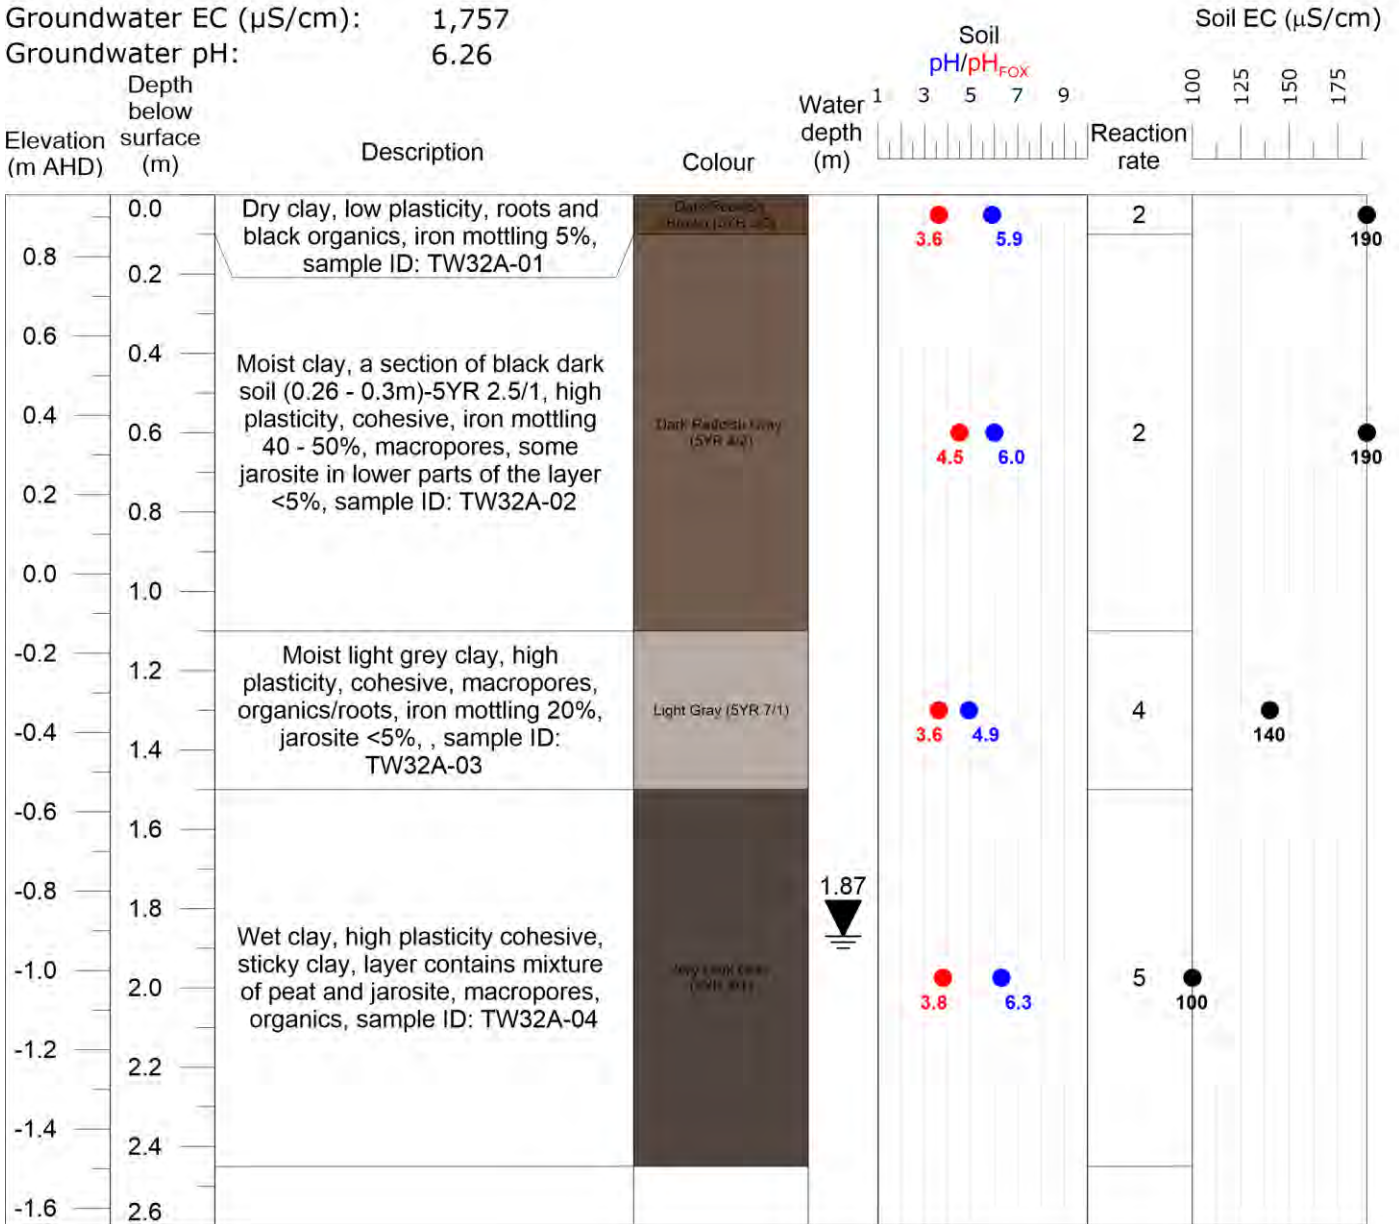 Groundwater EC (µS/cm): 1,757
Groundwater pH: 6.26
Elevation
(m AHD)
Depth
below
surface
(m)
Description
Colour
Water
depth
(m)
Soil
pH/pHFOX
1 3 5 7 9
Reaction
rate
Soil EC (µS/cm)
100 125 150 175
0.8
0.6
0.4
0.2
0.0
-0.2
-0.4
-0.6
-0.8
-1.0
-1.2
-1.4
-1.6
0.0
0.2
0.4
0.6
0.8
1.0
1.2
1.4
1.6
1.8
2.0
2.2
2.4
2.6
Dry clay, low plasticity, roots and
black organics, iron mottling 5%,
sample ID: TW32A-01
3.6 5.9
2
190
Moist clay, a section of black dark
soil (0.26 - 0.3m)-5YR 2.5/1, high
plasticity, cohesive, iron mottling
40 - 50%, macropores, some
jarosite in lower parts of the layer
<5%, sample ID: TW32A-02
Dark Reddish Gray
(5YR 4/2)
4.5 6.0
2
190
Moist light grey clay, high
plasticity, cohesive, macropores,
organics/roots, iron mottling 20%,
jarosite <5%, , sample ID:
TW32A-03
Light Gray (5YR 7/1)
3.6 4.9
4
140
Wet clay, high plasticity cohesive,
sticky clay, layer contains mixture
of peat and jarosite, macropores,
organics, sample ID: TW32A-04
1.87
3.8 6.3
5
100